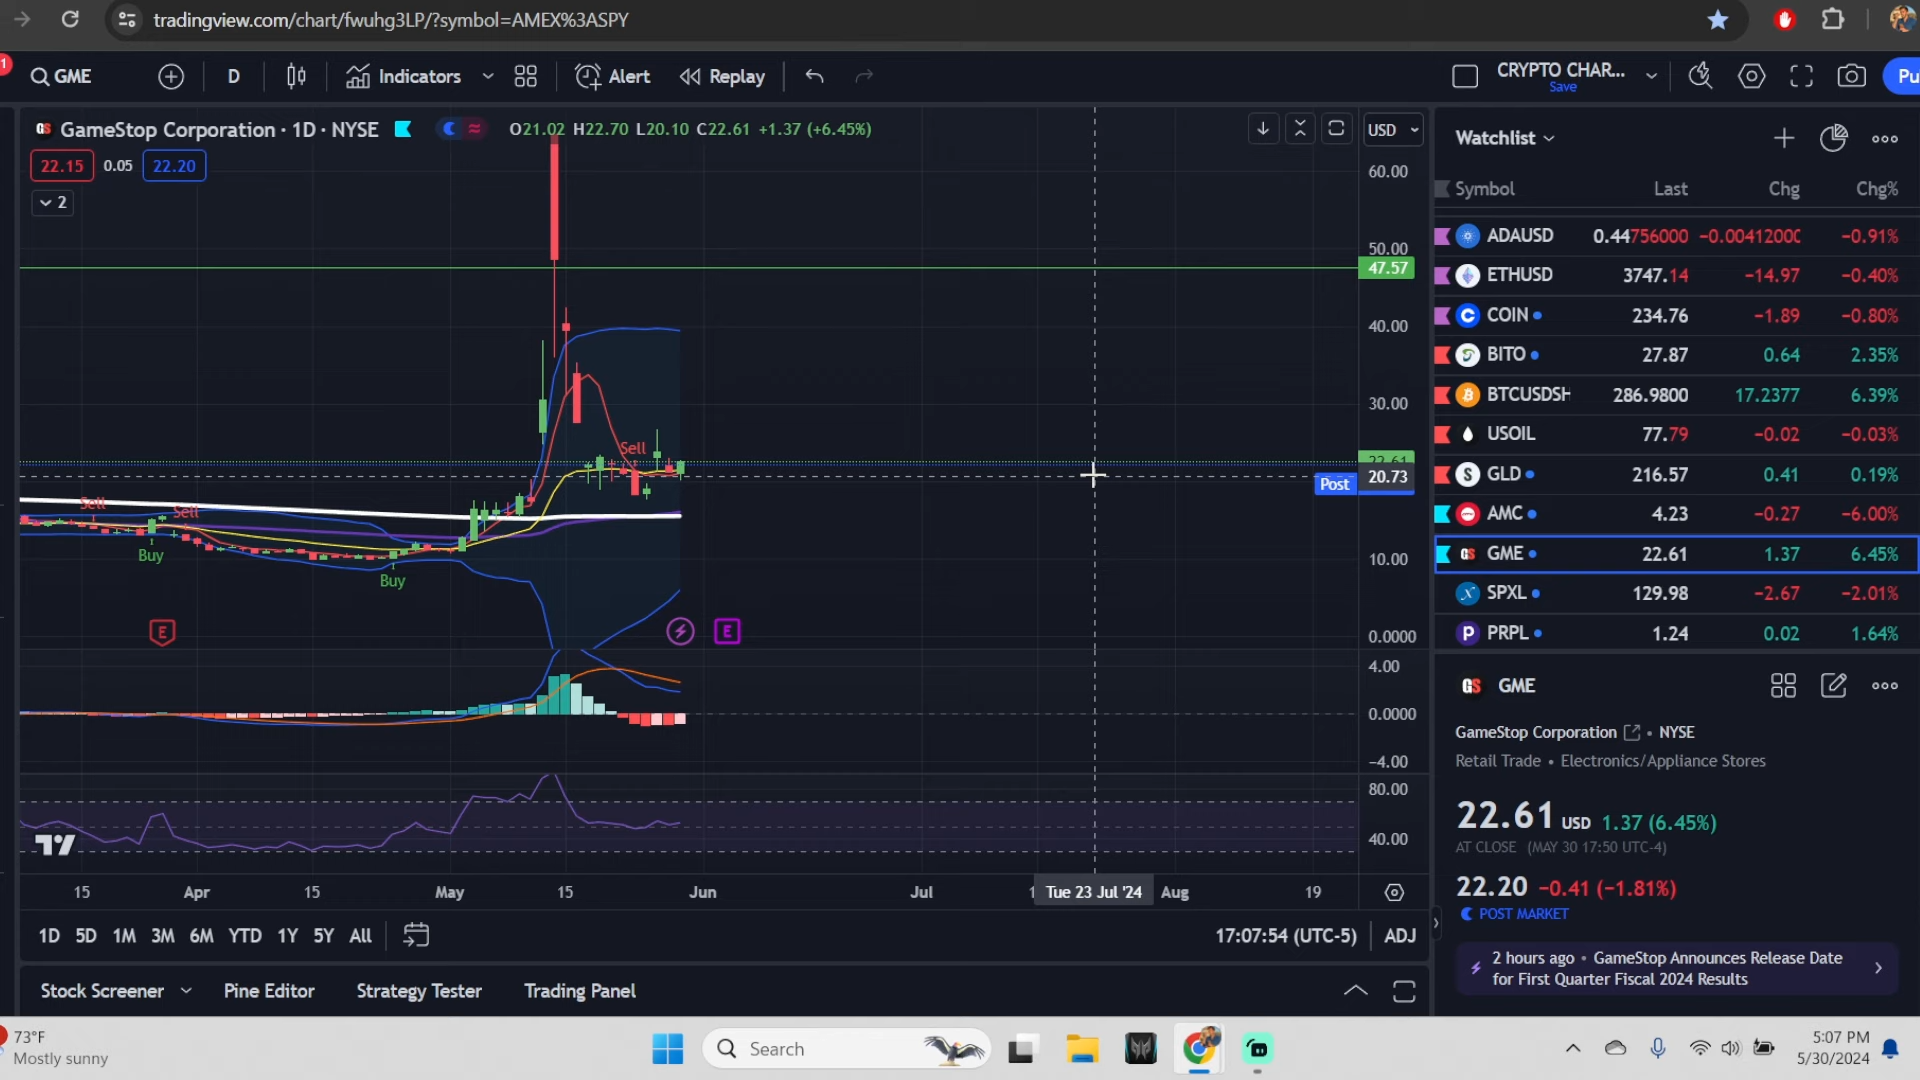 tradingview.com/chart/fwuhg3LP/?symbol=AMEX%3ASPY
1
GME
D
Indicators
Alert
Replay
CRYPTO CHAR...
Save
Pu
GS GameStop Corporation · 1D · NYSE
O21.02 H22.70 L20.10 C22.61 +1.37 (+6.45%)
USD
22.15 0.05 22.20
2
60.00
50.00
47.57
40.00
30.00
22.61
Post 20.73
10.00
0.0000
4.00
0.0000
−4.00
80.00
40.00
Sell
Sell
Sell
Buy
Buy
E
E
15
Apr
15
May
15
Jun
Jul
1
Tue 23 Jul '24
Aug
19
1D 5D 1M 3M 6M YTD 1Y 5Y All
17:07:54 (UTC-5) ADJ
Stock Screener
Pine Editor
Strategy Tester
Trading Panel
Watchlist
Symbol Last Chg Chg%
ADAUSD 0.44756000 −0.0041200 −0.91%
ETHUSD 3747.14 −14.97 −0.40%
COIN 234.76 −1.89 −0.80%
BITO 27.87 0.64 2.35%
BTCUSDSH 286.9800 17.2377 6.39%
USOIL 77.79 −0.02 −0.03%
GLD 216.57 0.41 0.19%
AMC 4.23 −0.27 −6.00%
GS GME 22.61 1.37 6.45%
SPXL 129.98 −2.67 −2.01%
PRPL 1.24 0.02 1.64%
GS GME
GameStop Corporation • NYSE
Retail Trade • Electronics/Appliance Stores
22.61 USD 1.37 (6.45%)
AT CLOSE (MAY 30 17:50 UTC-4)
22.20 −0.41 (−1.81%)
POST MARKET
2 hours ago • GameStop Announces Release Date
for First Quarter Fiscal 2024 Results
73°F
Mostly sunny
Search
5:07 PM
5/30/2024